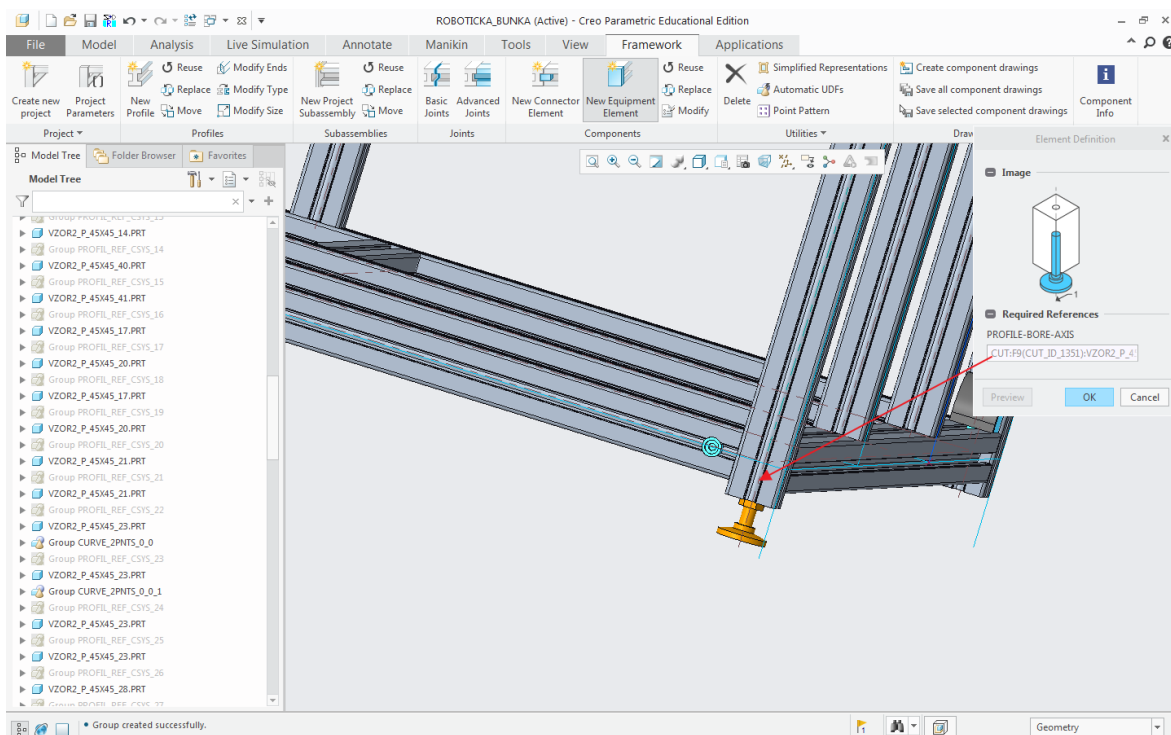 ROBOTICKA_BUNKA (Active) - Creo Parametric Educational Edition
File Model Analysis Live Simulation Annotate Manikin Tools View Framework Applications
Create new project
Project Parameters
New Profile
Reuse
Replace
Move
Modify Ends
Modify Type
Modify Size
New Project Subassembly
Reuse
Replace
Move
Basic Joints
Advanced Joints
New Connector Element
New Equipment Element
Reuse
Replace
Modify
Delete
Simplified Representations
Automatic UDFs
Point Pattern
Create component drawings
Save all component drawings
Save selected component drawings
Component Info
Project Profiles Subassemblies Joints Components Utilities Draw
Model Tree Folder Browser Favorites
Model Tree
Group PROFIL_REF_CSYS_13
VZOR2_P_45X45_14.PRT
Group PROFIL_REF_CSYS_14
VZOR2_P_45X45_40.PRT
Group PROFIL_REF_CSYS_15
VZOR2_P_45X45_41.PRT
Group PROFIL_REF_CSYS_16
VZOR2_P_45X45_17.PRT
Group PROFIL_REF_CSYS_17
VZOR2_P_45X45_20.PRT
Group PROFIL_REF_CSYS_18
VZOR2_P_45X45_17.PRT
Group PROFIL_REF_CSYS_19
VZOR2_P_45X45_20.PRT
Group PROFIL_REF_CSYS_20
VZOR2_P_45X45_21.PRT
Group PROFIL_REF_CSYS_21
VZOR2_P_45X45_21.PRT
Group PROFIL_REF_CSYS_22
VZOR2_P_45X45_23.PRT
Group CURVE_2PNTS_0_0
Group PROFIL_REF_CSYS_23
VZOR2_P_45X45_23.PRT
Group CURVE_2PNTS_0_0_1
Group PROFIL_REF_CSYS_24
VZOR2_P_45X45_23.PRT
Group PROFIL_REF_CSYS_25
VZOR2_P_45X45_23.PRT
Group PROFIL_REF_CSYS_26
VZOR2_P_45X45_28.PRT
Group PROFIL_REF_CSYS_27
Element Definition
Image
1
Required References
PROFILE-BORE-AXIS
CUT:F9(CUT_ID_1351):VZOR2_P_4
Preview OK Cancel
• Group created successfully.
1
Geometry